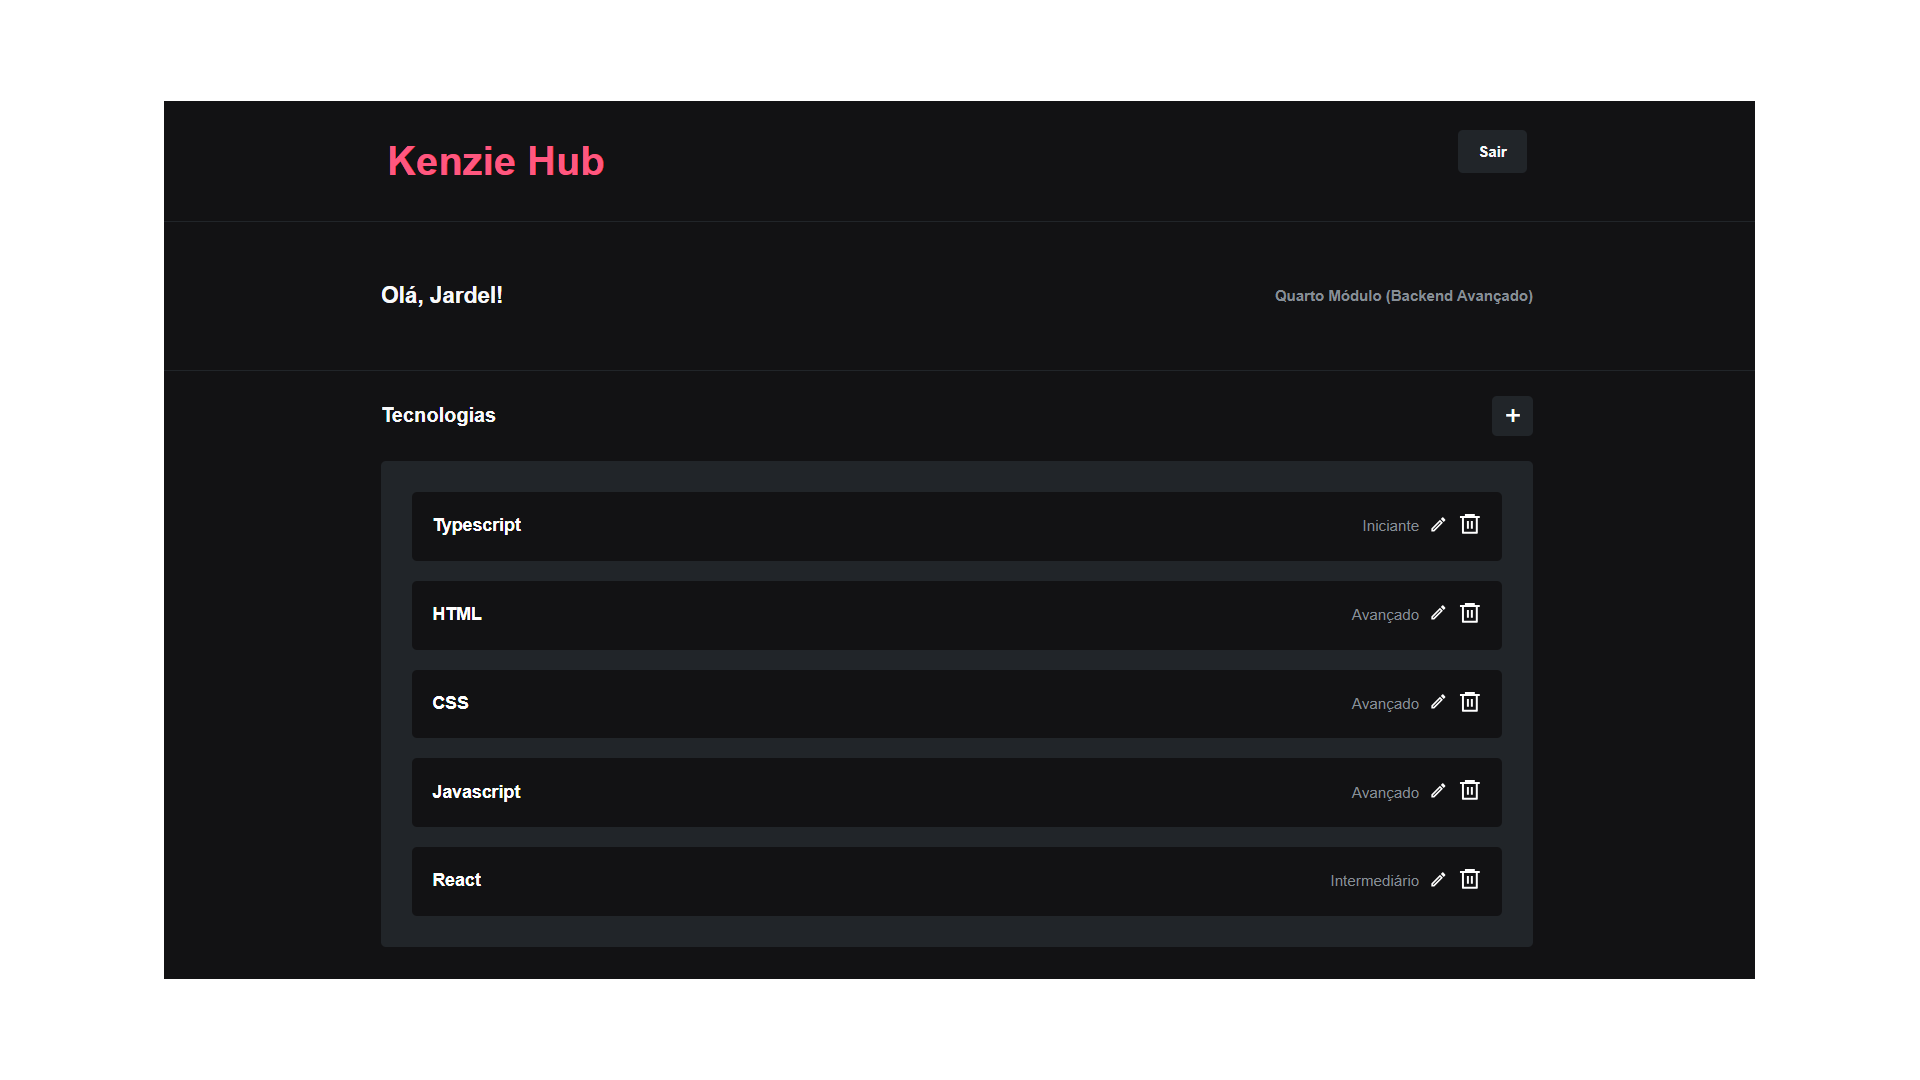 Kenzie Hub
Sair
Olá, Jardel!
Quarto Módulo (Backend Avançado)
Tecnologias
+
Typescript
Iniciante
HTML
Avançado
CSS
Avançado
Javascript
Avançado
React
Intermediário